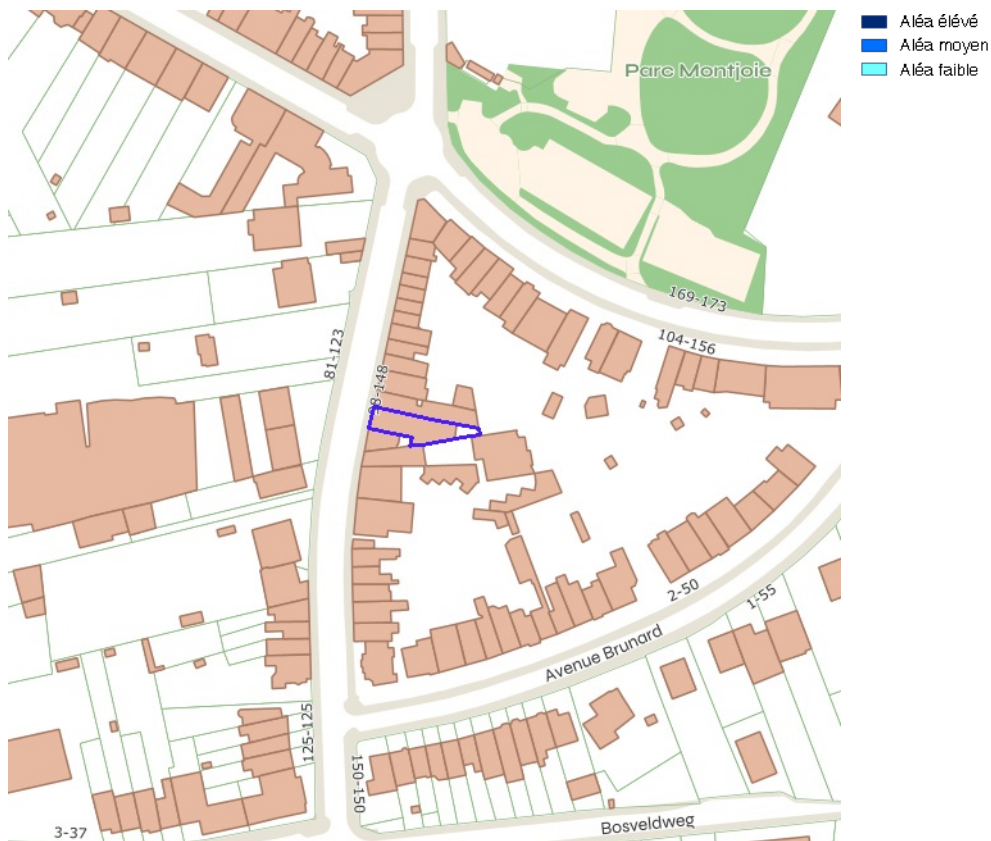 Aléa élévé
Aléa moyen
Aléa faible
Parc Montjoie
169-173
104-156
81-123
98-148
2-50
1-55
Avenue Brunard
125-125
150-150
3-37
Bosveldweg